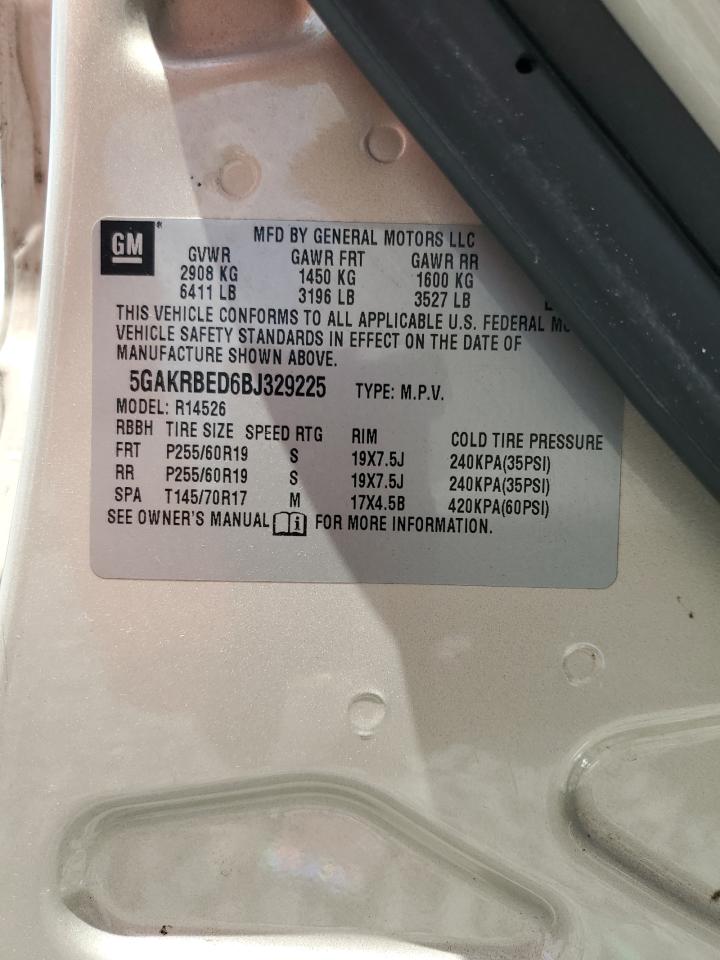 GM
MFD BY GENERAL MOTORS LLC
GVWR GAWR FRT GAWR RR
2908 KG 1450 KG 1600 KG
6411 LB 3196 LB 3527 LB
THIS VEHICLE CONFORMS TO ALL APPLICABLE U.S. FEDERAL
VEHICLE SAFETY STANDARDS IN EFFECT ON THE DATE OF
MANUFACTURE SHOWN ABOVE.
5GAKRBED6BJ329225 TYPE: M.P.V.
MODEL: R14526
RBBH TIRE SIZE SPEED RTG RIM COLD TIRE PRESSURE
FRT P255/60R19 S 19X7.5J 240KPA(35PSI)
RR P255/60R19 S 19X7.5J 240KPA(35PSI)
SPA T145/70R17 M 17X4.5B 420KPA(60PSI)
SEE OWNER'S MANUAL i FOR MORE INFORMATION.